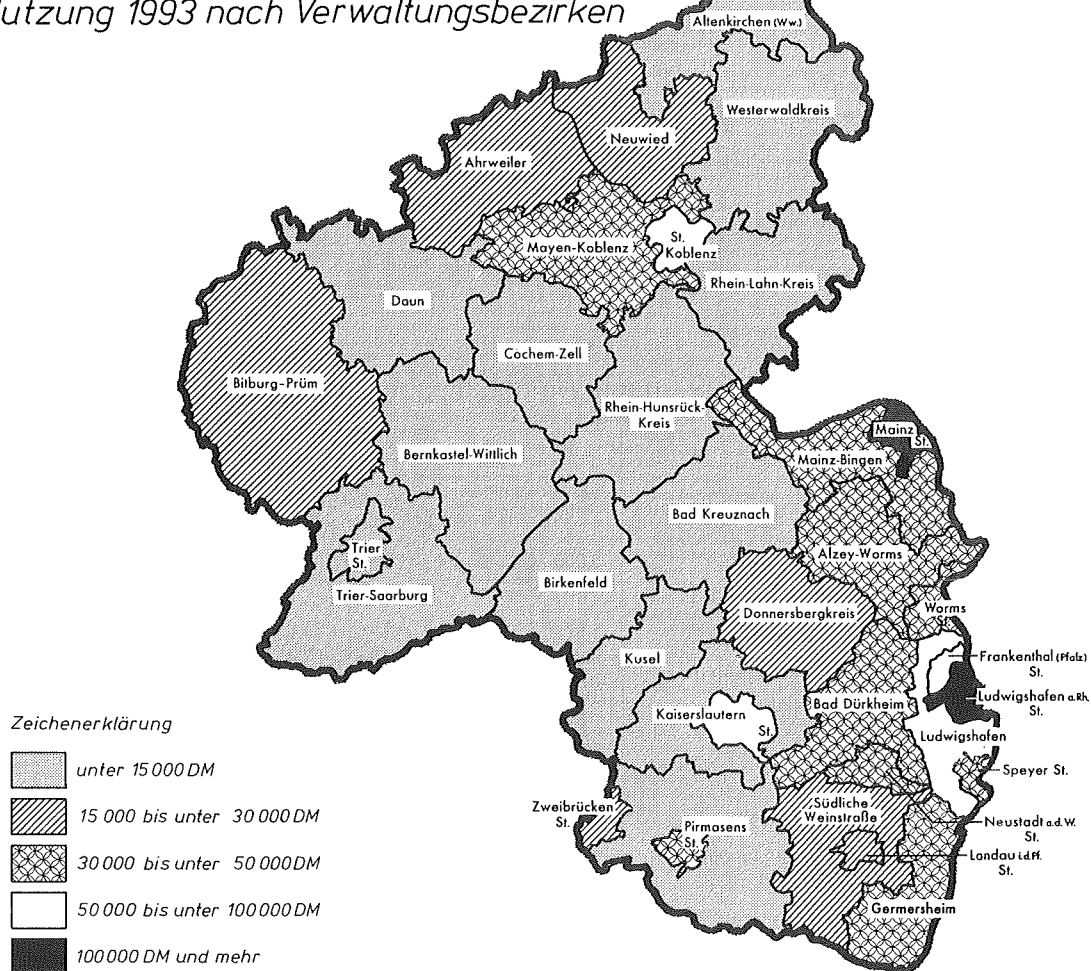 utzung 1993 nach Verwaltungsbezirken
Altenkirchen (Ww.)
Westerwaldkreis
Neuwied
Ahrweiler
Mayen-Koblenz
St.
Koblenz
Rhein-Lahn-Kreis
Daun
Cochem-Zell
Bitburg-Prüm
Rhein-Hunsrück-
Kreis
Mainz
St.
Bernkastel-Wittlich
Mainz-Bingen
Bad Kreuznach
Trier
St.
Alzey-Worms
Birkenfeld
Trier-Saarburg
Donnersbergkreis
Worms
St.
Kusel
Frankenthal (Pfalz)
St.
Ludwigshafen a.Rh.
St.
Kaiserslautern
St.
Bad Dürkheim
Ludwigshafen
Speyer St.
Zweibrücken
St.
Pirmasens
St.
Südliche
Weinstraße
Neustadt a.d.W.
St.
Landau i.d.Pf.
St.
Germersheim
Zeichenerklärung
unter 15 000 DM
15 000 bis unter 30 000 DM
30 000 bis unter 50 000 DM
50 000 bis unter 100 000 DM
100 000 DM und mehr